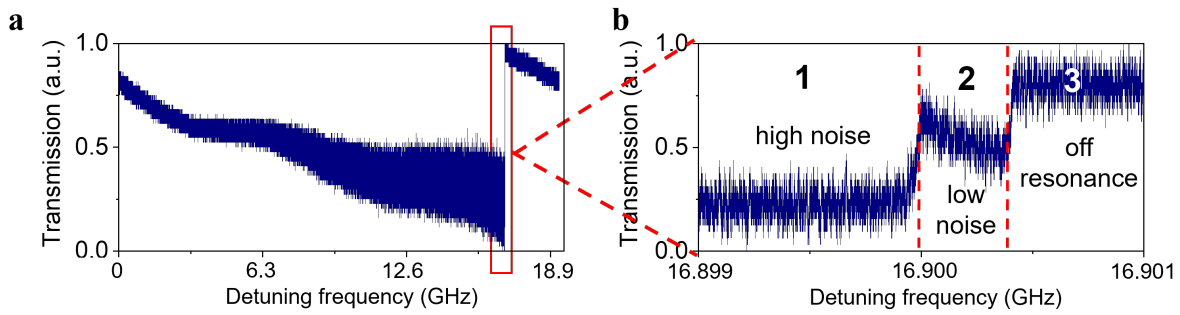 a
Transmission (a.u.)
1.0
0.5
0.0
0
6.3
12.6
18.9
Detuning frequency (GHz)
b
Transmission (a.u.)
1.0
0.5
0.0
1
2
3
high noise
low
noise
off
resonance
16.899
16.900
16.901
Detuning frequency (GHz)